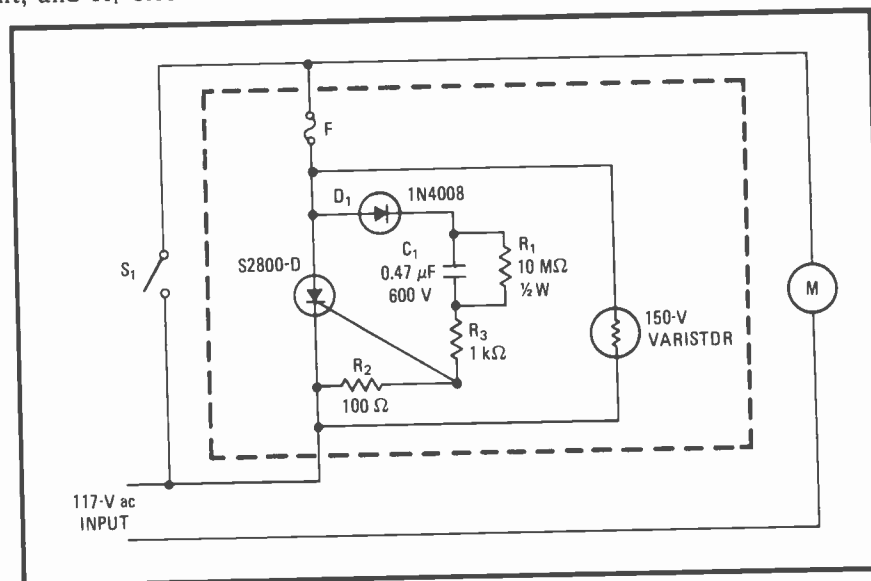 F
D1
1N4008
C1
0.47 µF
600 V
R1
10 MΩ
½ W
S1
S2800-D
R3
1 kΩ
M
150-V
VARISTDR
R2
100 Ω
117-V ac
INPUT